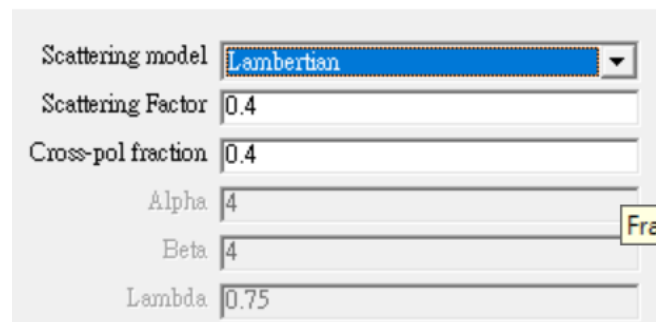 Scattering model Lambertian
Scattering Factor 0.4
Cross-pol fraction 0.4
Alpha 4
Fra
Beta 4
Lambda 0.75